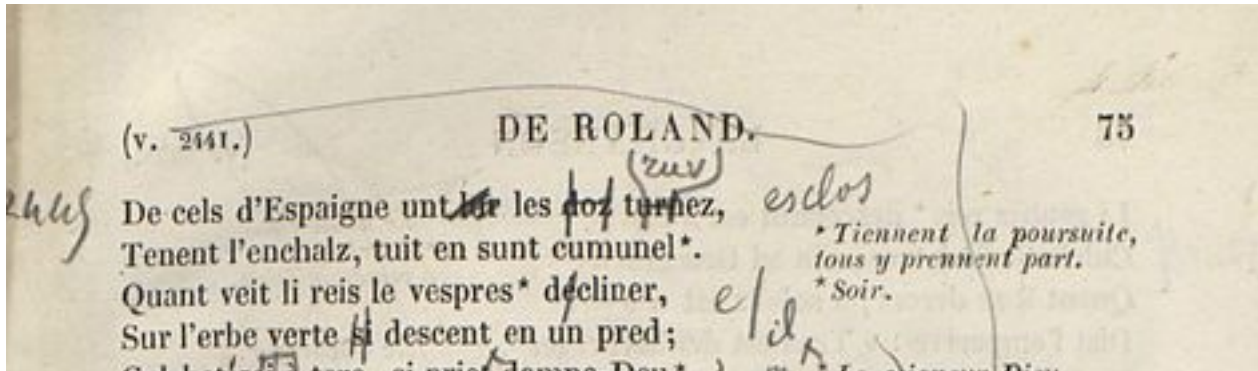 (v. 2441.) DE ROLAND. 75
(ruv)
2445 De cels d'Espaigne unt lur les doz turnez, esclos
Tenent l'enchalz, tuit en sunt cumunel*. * Tiennent la poursuite, tous y prennent part.
Quant veit li reis le vespres* décliner, e/ * Soir.
Sur l'erbe verte si descent en un pred; il